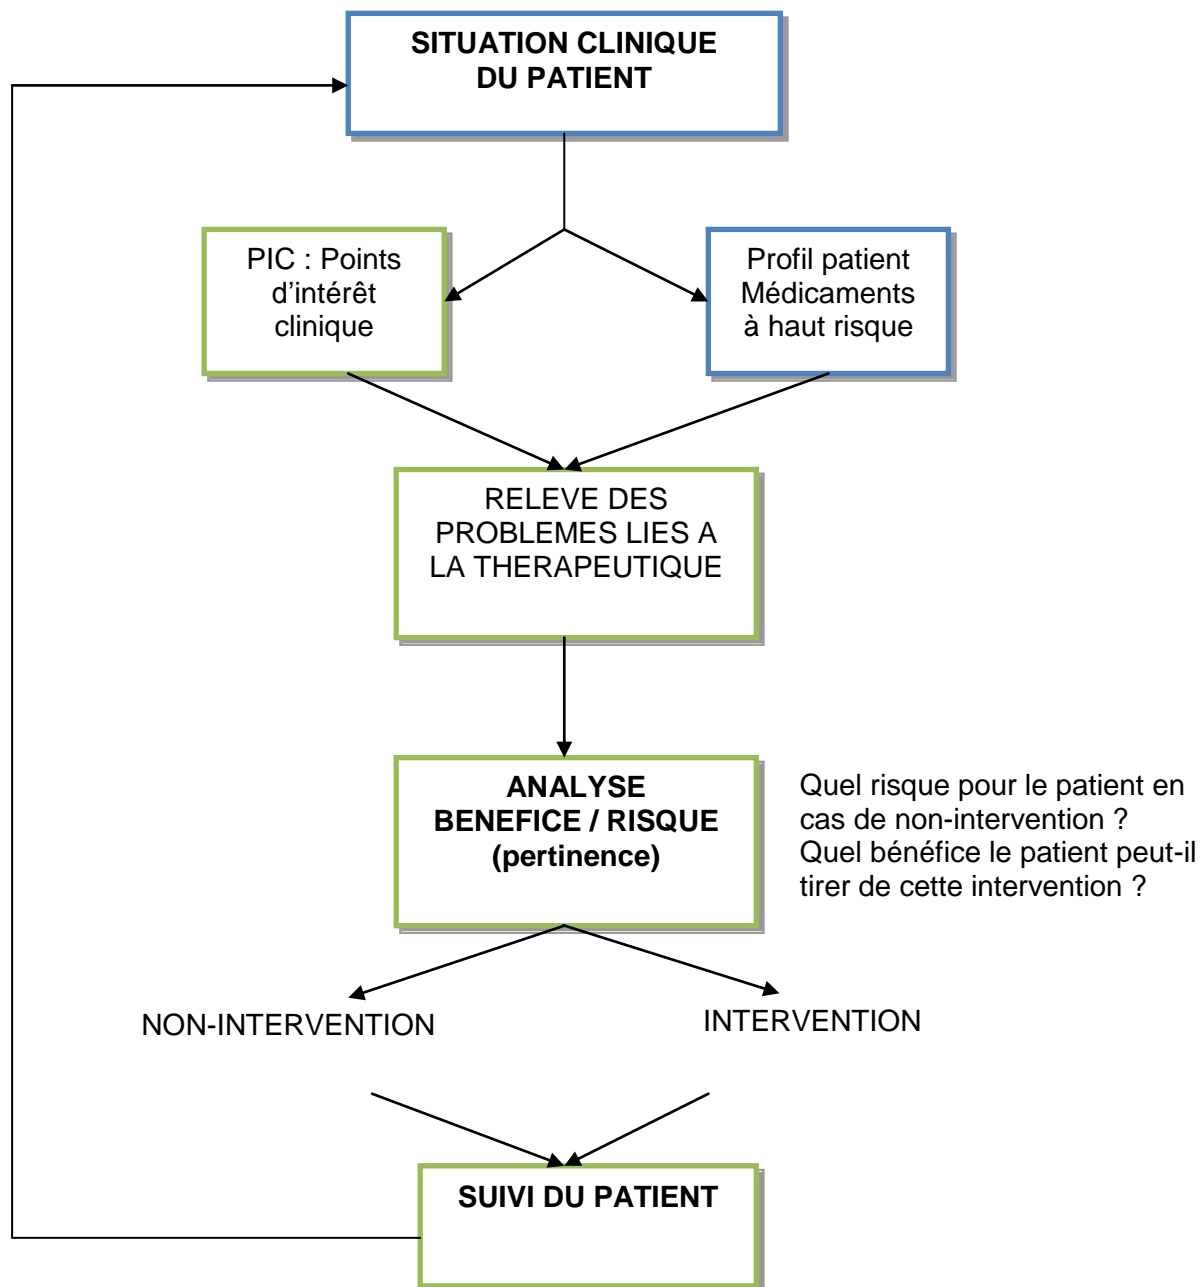 SITUATION CLINIQUE
DU PATIENT
PIC : Points
d’intérêt
clinique
Profil patient
Médicaments
à haut risque
RELEVE DES
PROBLEMES LIES A
LA THERAPEUTIQUE
ANALYSE
BENEFICE / RISQUE
(pertinence)
Quel risque pour le patient en
cas de non-intervention ?
Quel bénéfice le patient peut-il
tirer de cette intervention ?
NON-INTERVENTION
INTERVENTION
SUIVI DU PATIENT